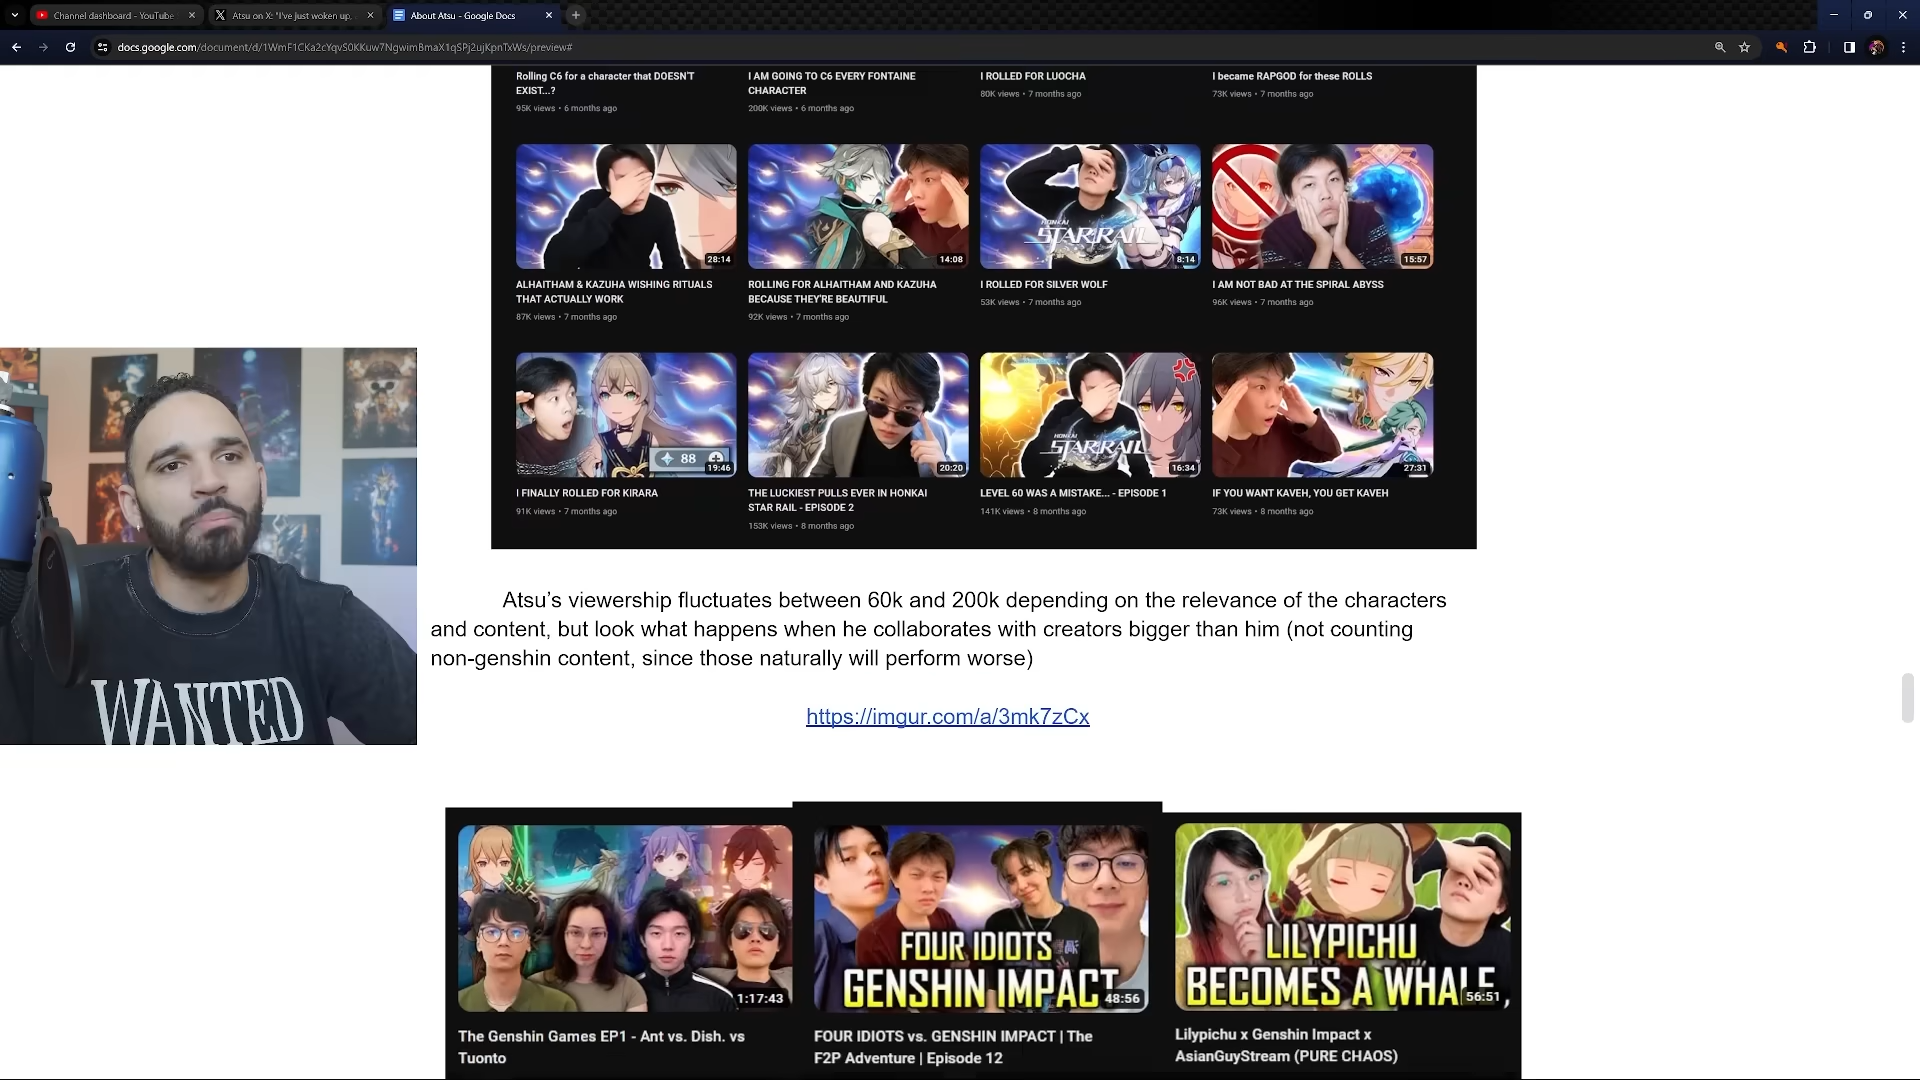 Channel dashboard - YouTube
Atsu on X: "I've just woken up,
About Atsu - Google Docs
docs.google.com/document/d/1WmF1CKa2cYqvS0KKuw7NgwimBmaX1qSPj2ujKpnTxWs/preview#
Rolling C6 for a character that DOESN'T
EXIST...?
95K views • 6 months ago
I AM GOING TO C6 EVERY FONTAINE
CHARACTER
200K views • 6 months ago
I ROLLED FOR LUOCHA
80K views • 7 months ago
I became RAPGOD for these ROLLS
73K views • 7 months ago
28:14
14:08
HONKAI
STAR RAIL
8:14
15:57
ALHAITHAM & KAZUHA WISHING RITUALS
THAT ACTUALLY WORK
87K views • 7 months ago
ROLLING FOR ALHAITHAM AND KAZUHA
BECAUSE THEY'RE BEAUTIFUL
92K views • 7 months ago
I ROLLED FOR SILVER WOLF
53K views • 7 months ago
I AM NOT BAD AT THE SPIRAL ABYSS
96K views • 7 months ago
88
19:46
20:20
HONKAI
STAR RAIL
16:34
27:31
I FINALLY ROLLED FOR KIRARA
91K views • 7 months ago
THE LUCKIEST PULLS EVER IN HONKAI
STAR RAIL - EPISODE 2
153K views • 8 months ago
LEVEL 60 WAS A MISTAKE... - EPISODE 1
141K views • 8 months ago
IF YOU WANT KAVEH, YOU GET KAVEH
73K views • 8 months ago
WANTED
Atsu’s viewership fluctuates between 60k and 200k depending on the relevance of the characters
and content, but look what happens when he collaborates with creators bigger than him (not counting
non-genshin content, since those naturally will perform worse)
https://imgur.com/a/3mk7zCx
1:17:43
FOUR IDIOTS
GENSHIN IMPACT
48:56
LILYPICHU
BECOMES A WHALE,
56:51
The Genshin Games EP1 - Ant vs. Dish. vs
Tuonto
FOUR IDIOTS vs. GENSHIN IMPACT | The
F2P Adventure | Episode 12
Lilypichu x Genshin Impact x
AsianGuyStream (PURE CHAOS)